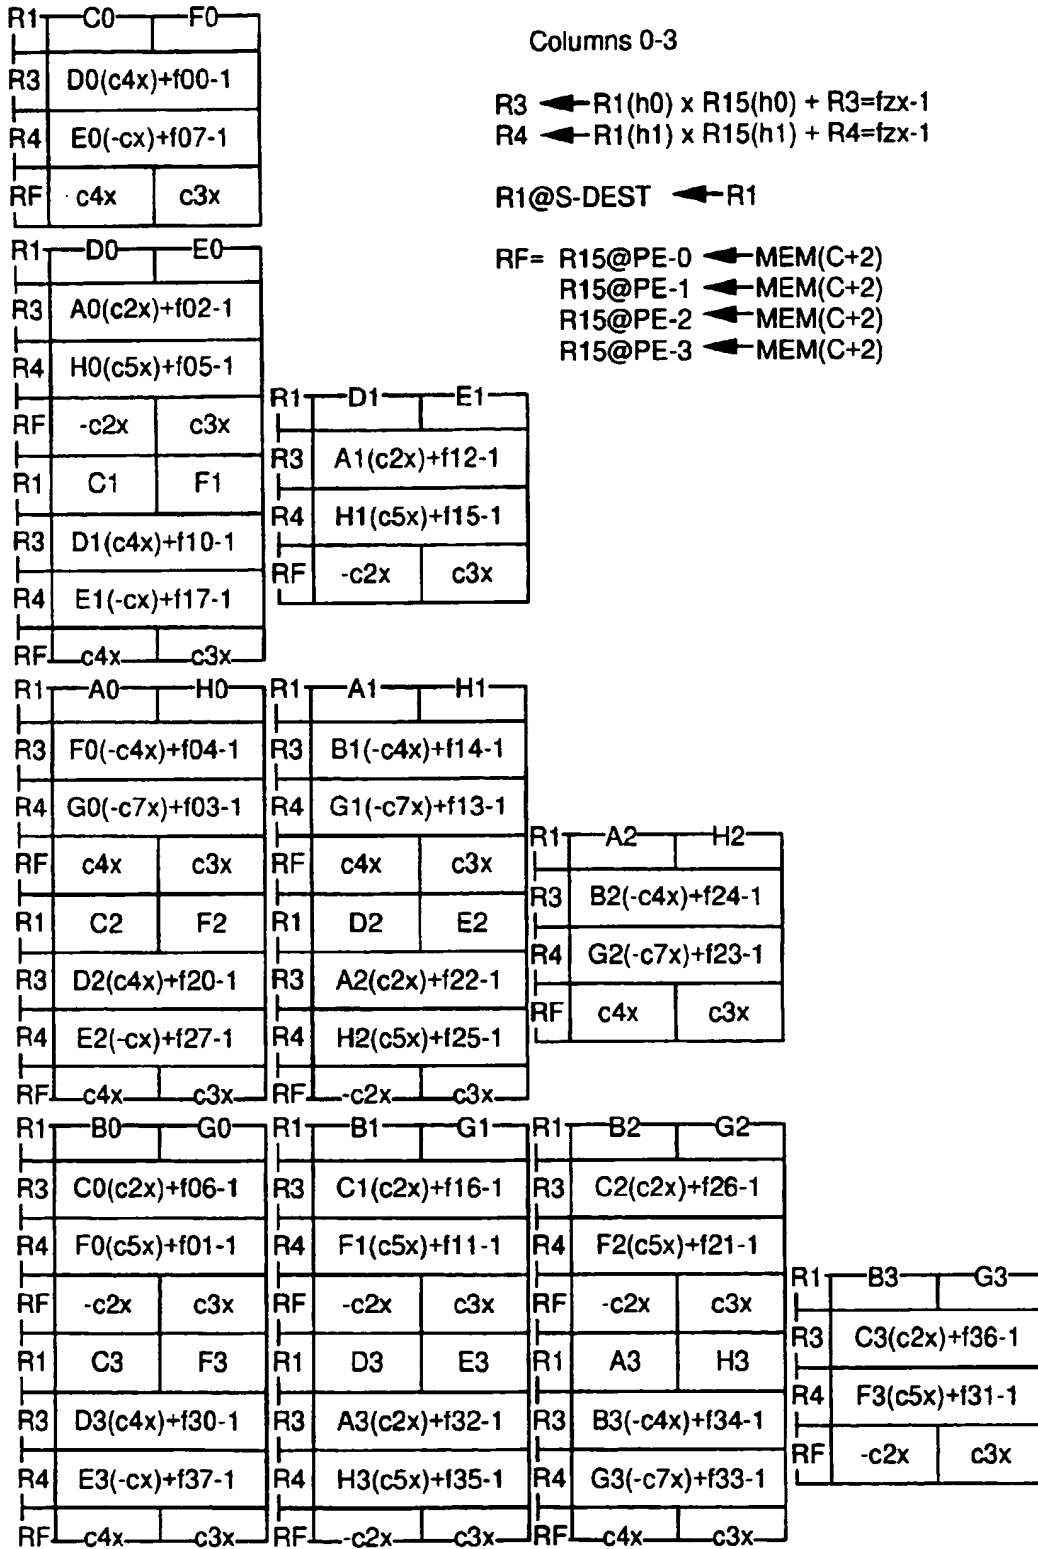 R1 C0 F0
R3 D0(c4x)+f00-1
R4 E0(-cx)+f07-1
RF c4x c3x
Columns 0-3
R3 ← R1(h0) x R15(h0) + R3=fzx-1
R4 ← R1(h1) x R15(h1) + R4=fzx-1
R1@S-DEST ← R1
RF= R15@PE-0 ← MEM(C+2)
R15@PE-1 ← MEM(C+2)
R15@PE-2 ← MEM(C+2)
R15@PE-3 ← MEM(C+2)
R1 D0 E0
R3 A0(c2x)+f02-1
R4 H0(c5x)+f05-1
RF -c2x c3x
R1 C1 F1
R3 D1(c4x)+f10-1
R4 E1(-cx)+f17-1
RF c4x c3x
R1 D1 E1
R3 A1(c2x)+f12-1
R4 H1(c5x)+f15-1
RF -c2x c3x
R1 A0 H0
R3 F0(-c4x)+f04-1
R4 G0(-c7x)+f03-1
RF c4x c3x
R1 C2 F2
R3 D2(c4x)+f20-1
R4 E2(-cx)+f27-1
RF c4x c3x
R1 A1 H1
R3 B1(-c4x)+f14-1
R4 G1(-c7x)+f13-1
RF c4x c3x
R1 D2 E2
R3 A2(c2x)+f22-1
R4 H2(c5x)+f25-1
RF -c2x c3x
R1 A2 H2
R3 B2(-c4x)+f24-1
R4 G2(-c7x)+f23-1
RF c4x c3x
R1 B0 G0
R3 C0(c2x)+f06-1
R4 F0(c5x)+f01-1
RF -c2x c3x
R1 C3 F3
R3 D3(c4x)+f30-1
R4 E3(-cx)+f37-1
RF c4x c3x
R1 B1 G1
R3 C1(c2x)+f16-1
R4 F1(c5x)+f11-1
RF -c2x c3x
R1 D3 E3
R3 A3(c2x)+f32-1
R4 H3(c5x)+f35-1
RF -c2x c3x
R1 B2 G2
R3 C2(c2x)+f26-1
R4 F2(c5x)+f21-1
RF -c2x c3x
R1 A3 H3
R3 B3(-c4x)+f34-1
R4 G3(-c7x)+f33-1
RF c4x c3x
R1 B3 G3
R3 C3(c2x)+f36-1
R4 F3(c5x)+f31-1
RF -c2x c3x